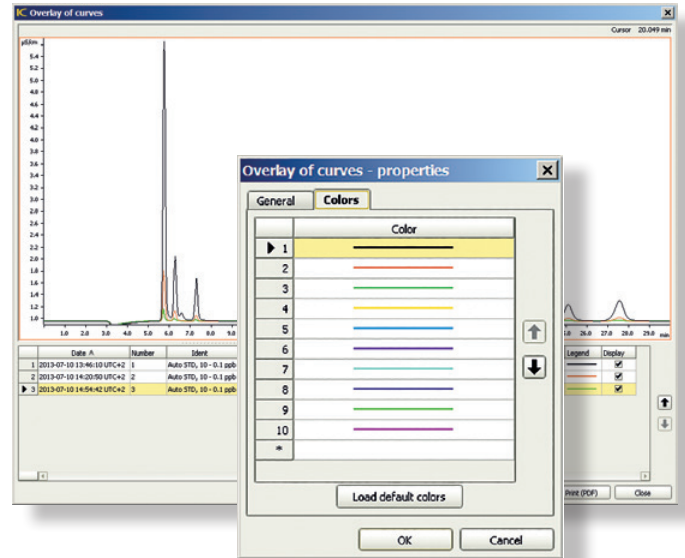 Overlay of curves
Cursor 20.049 min
µS/cm
5.4
5.2
5.0
4.8
4.6
4.4
4.2
4.0
3.8
3.6
3.4
3.2
3.0
2.8
2.6
2.4
2.2
2.0
1.8
1.6
1.4
1.2
1.0
1.0 2.0 3.0 4.0 5.0 6.0 7.0 8.0 9.0
25.0 26.0 27.0 28.0 29.0 min
Date Number Ident Legend Display
1 2013-07-10 13:46:10 UTC+2 1 Auto STD, 10 - 0.1 ppb
2 2013-07-10 14:20:50 UTC+2 2 Auto STD, 10 - 0.1 ppb
3 2013-07-10 14:54:42 UTC+2 3 Auto STD, 10 - 0.1 ppb
Print (PDF) Close
Overlay of curves - properties
General Colors
Color
1
2
3
4
5
6
7
8
9
10
*
Load default colors
OK Cancel